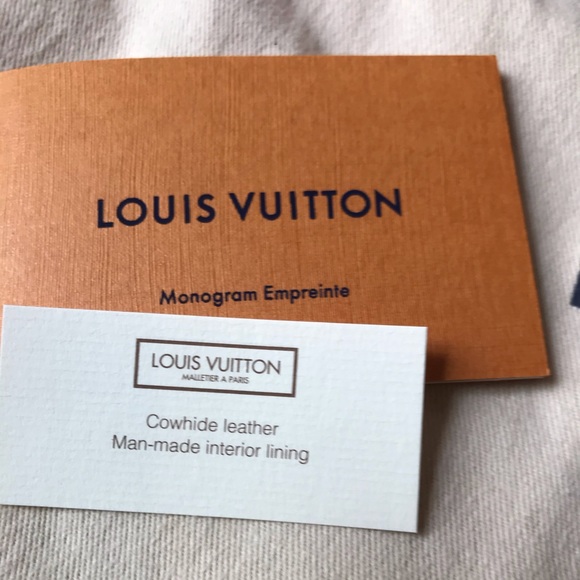 LOUIS VUITTON
Monogram Empreinte
LOUIS VUITTON
MALLETIER A PARIS
Cowhide leather
Man-made interior lining